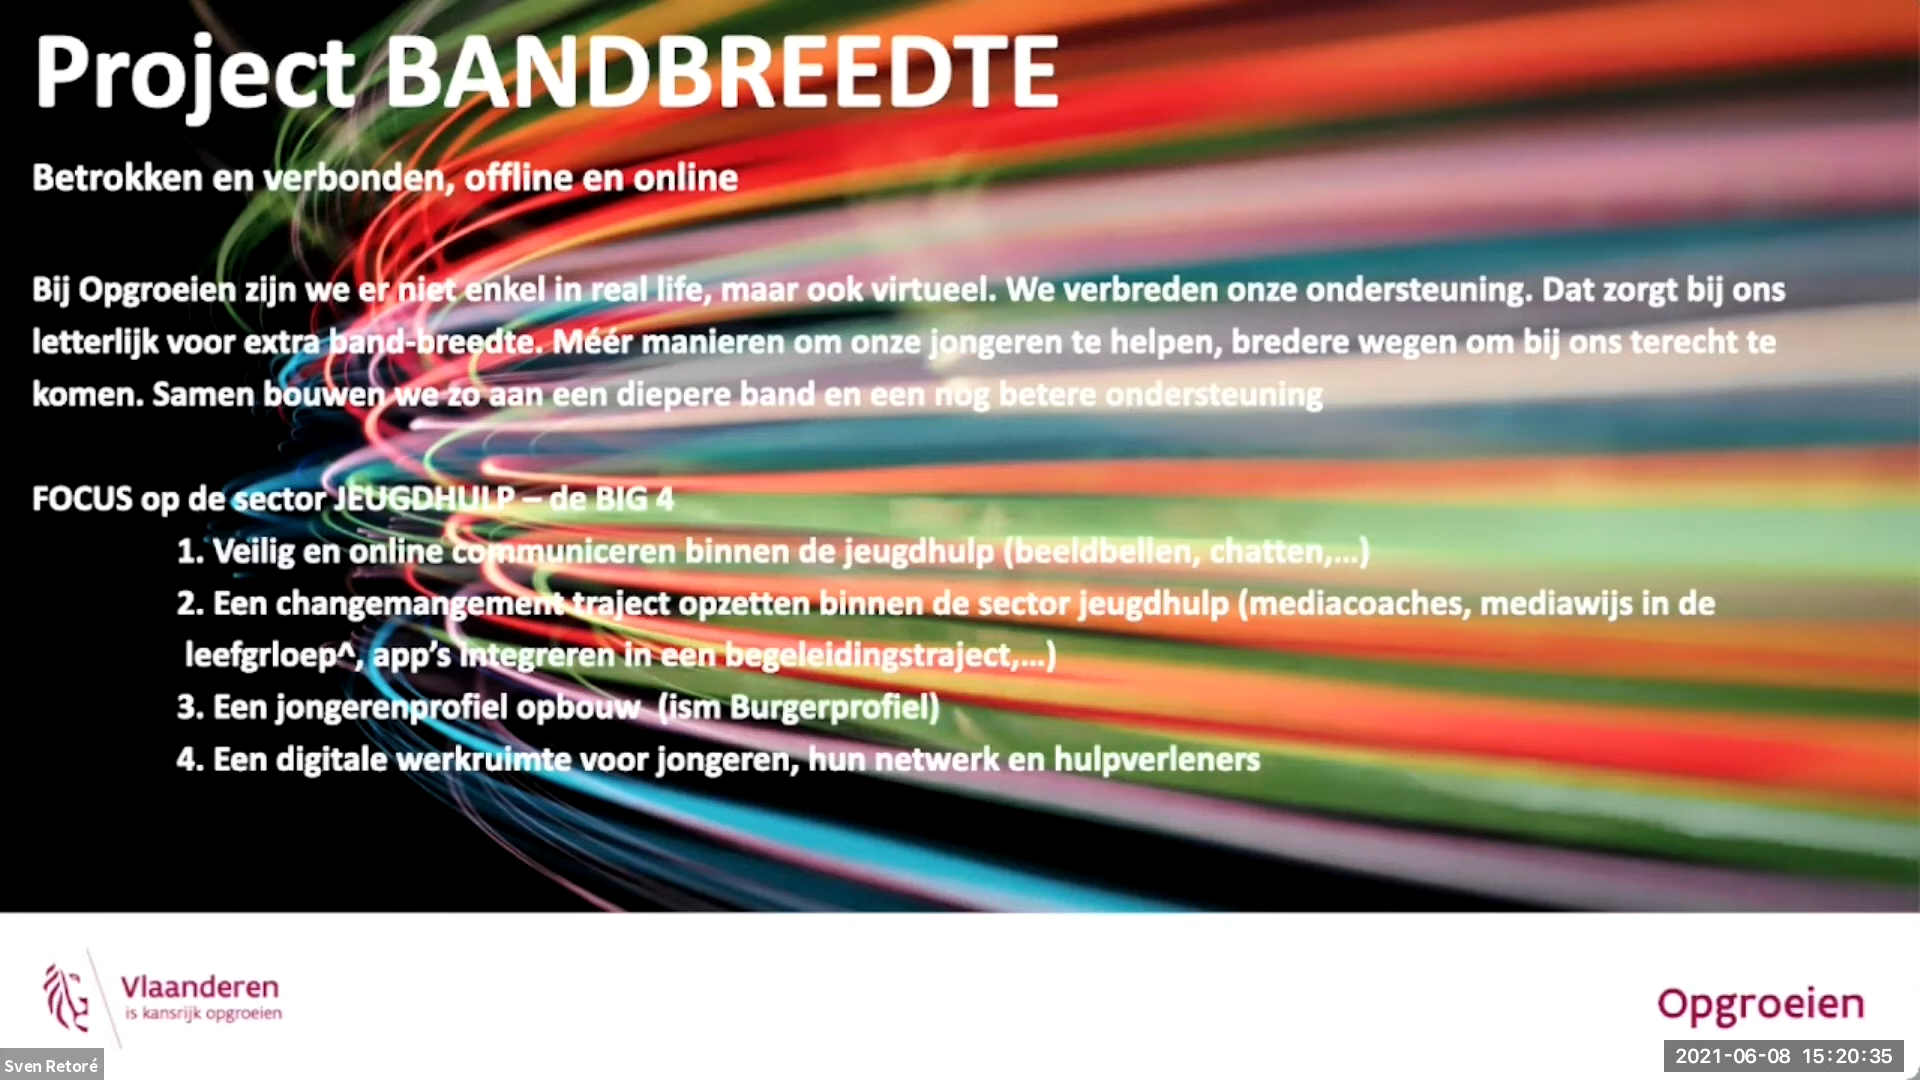 Project BANDBREEDTE
Betrokken en verbonden, offline en online
Bij Opgroeien zijn we er niet enkel in real life, maar ook virtueel. We verbreden onze ondersteuning. Dat zorgt bij ons
letterlijk voor extra band-breedte. Méér manieren om onze jongeren te helpen, bredere wegen om bij ons terecht te
komen. Samen bouwen we zo aan een diepere band en een nog betere ondersteuning
FOCUS op de sector JEUGDHULP – de BIG 4
1. Veilig en online communiceren binnen de jeugdhulp (beeldbellen, chatten,...)
2. Een changemangement traject opzetten binnen de sector jeugdhulp (mediacoaches, mediawijs in de
leefgrloep^, app's integreren in een begeleidingstraject,...)
3. Een jongerenprofiel opbouw (ism Burgerprofiel)
4. Een digitale werkruimte voor jongeren, hun netwerk en hulpverleners
Vlaanderen
is kansrijk opgroeien
Opgroeien
Sven Retoré
2021-06-08 15:20:35